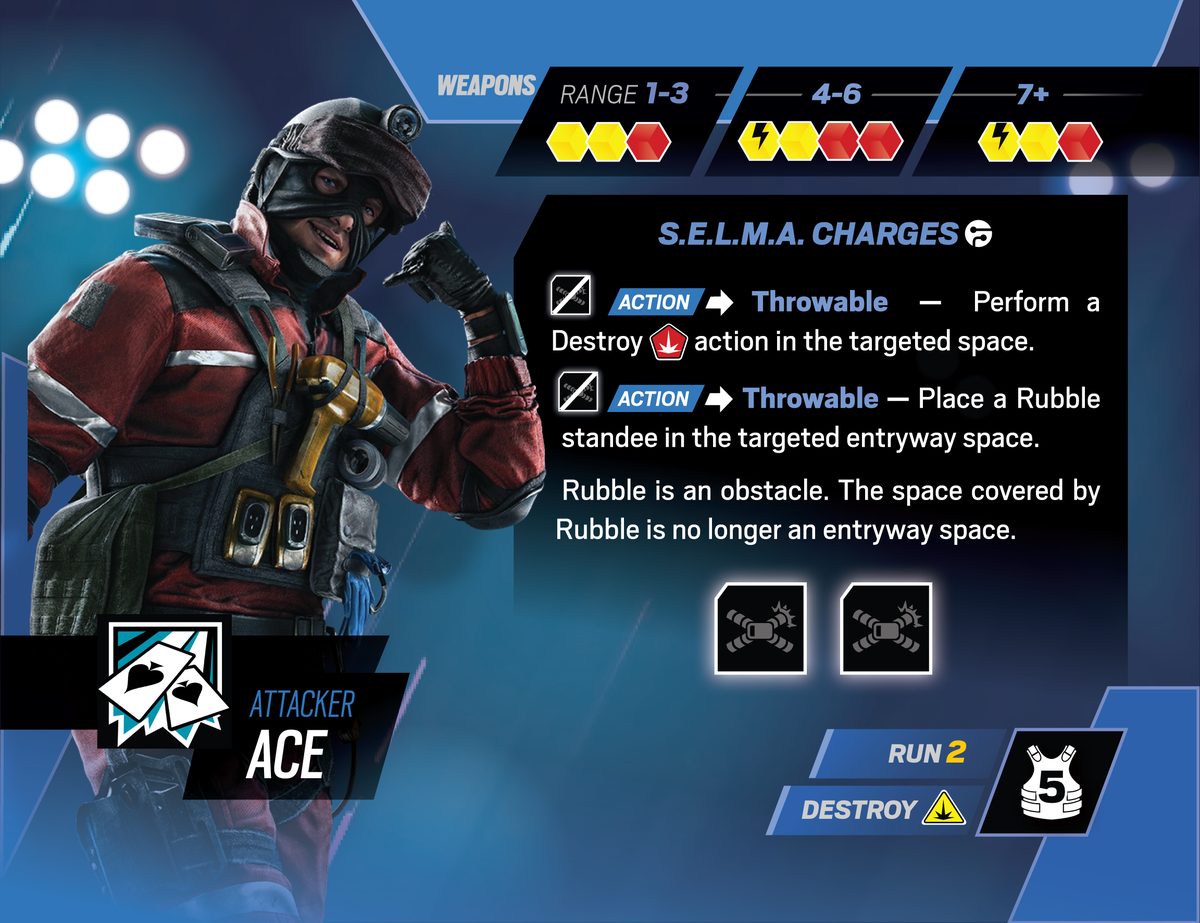 WEAPONS RANGE 1-3 4-6 7+
S.E.L.M.A. CHARGES
ACTION Throwable — Perform a
Destroy action in the targeted space.
ACTION Throwable — Place a Rubble
standee in the targeted entryway space.
Rubble is an obstacle. The space covered by
Rubble is no longer an entryway space.
ATTACKER
ACE
RUN 2
DESTROY
5